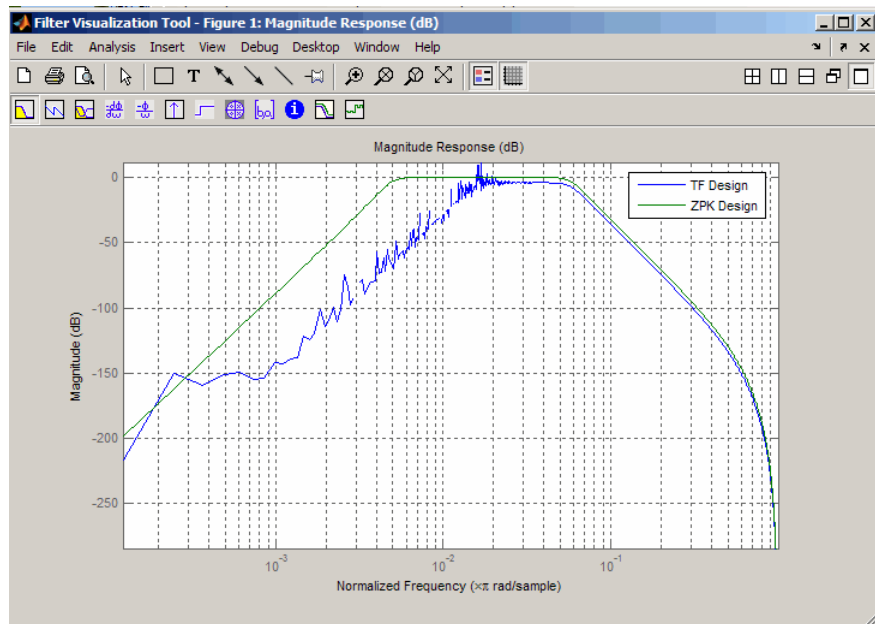 Filter Visualization Tool - Figure 1: Magnitude Response (dB)
File Edit Analysis Insert View Debug Desktop Window Help
T
[b,a]
Magnitude Response (dB)
0
-50
-100
-150
-200
-250
Magnitude (dB)
TF Design
ZPK Design
10^-3
10^-2
10^-1
Normalized Frequency (×π rad/sample)